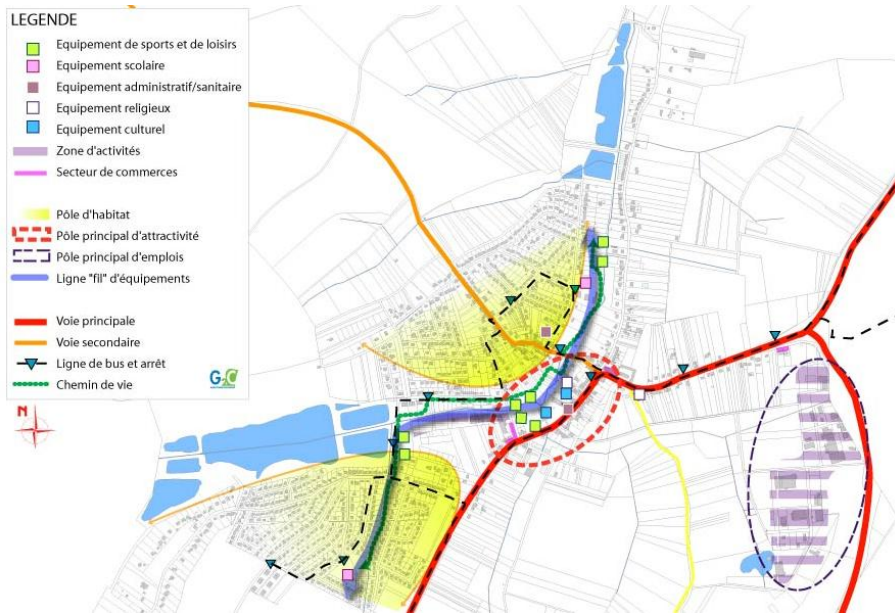 LEGENDE
Equipement de sports et de loisirs
Equipement scolaire
Equipement administratif/sanitaire
Equipement religieux
Equipement culturel
Zone d'activités
Secteur de commerces
Pôle d'habitat
Pôle principal d'attractivité
Pôle principal d'emplois
Ligne "fil" d'équipements
Voie principale
Voie secondaire
Ligne de bus et arrêt
Chemin de vie
G2C
N